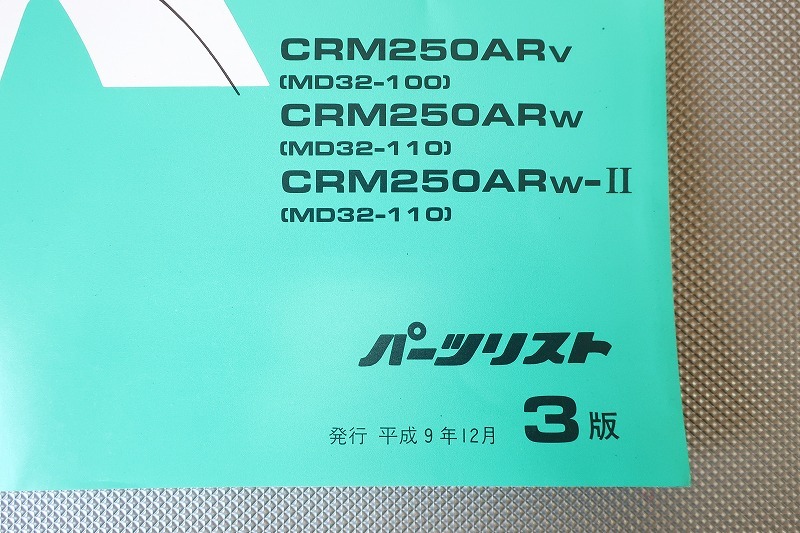 CRM250ARV
(MD32-100)
CRM250ARW
(MD32-110)
CRM250ARW-II
(MD32-110)
パーツリスト
発行 平成9年12月 3版